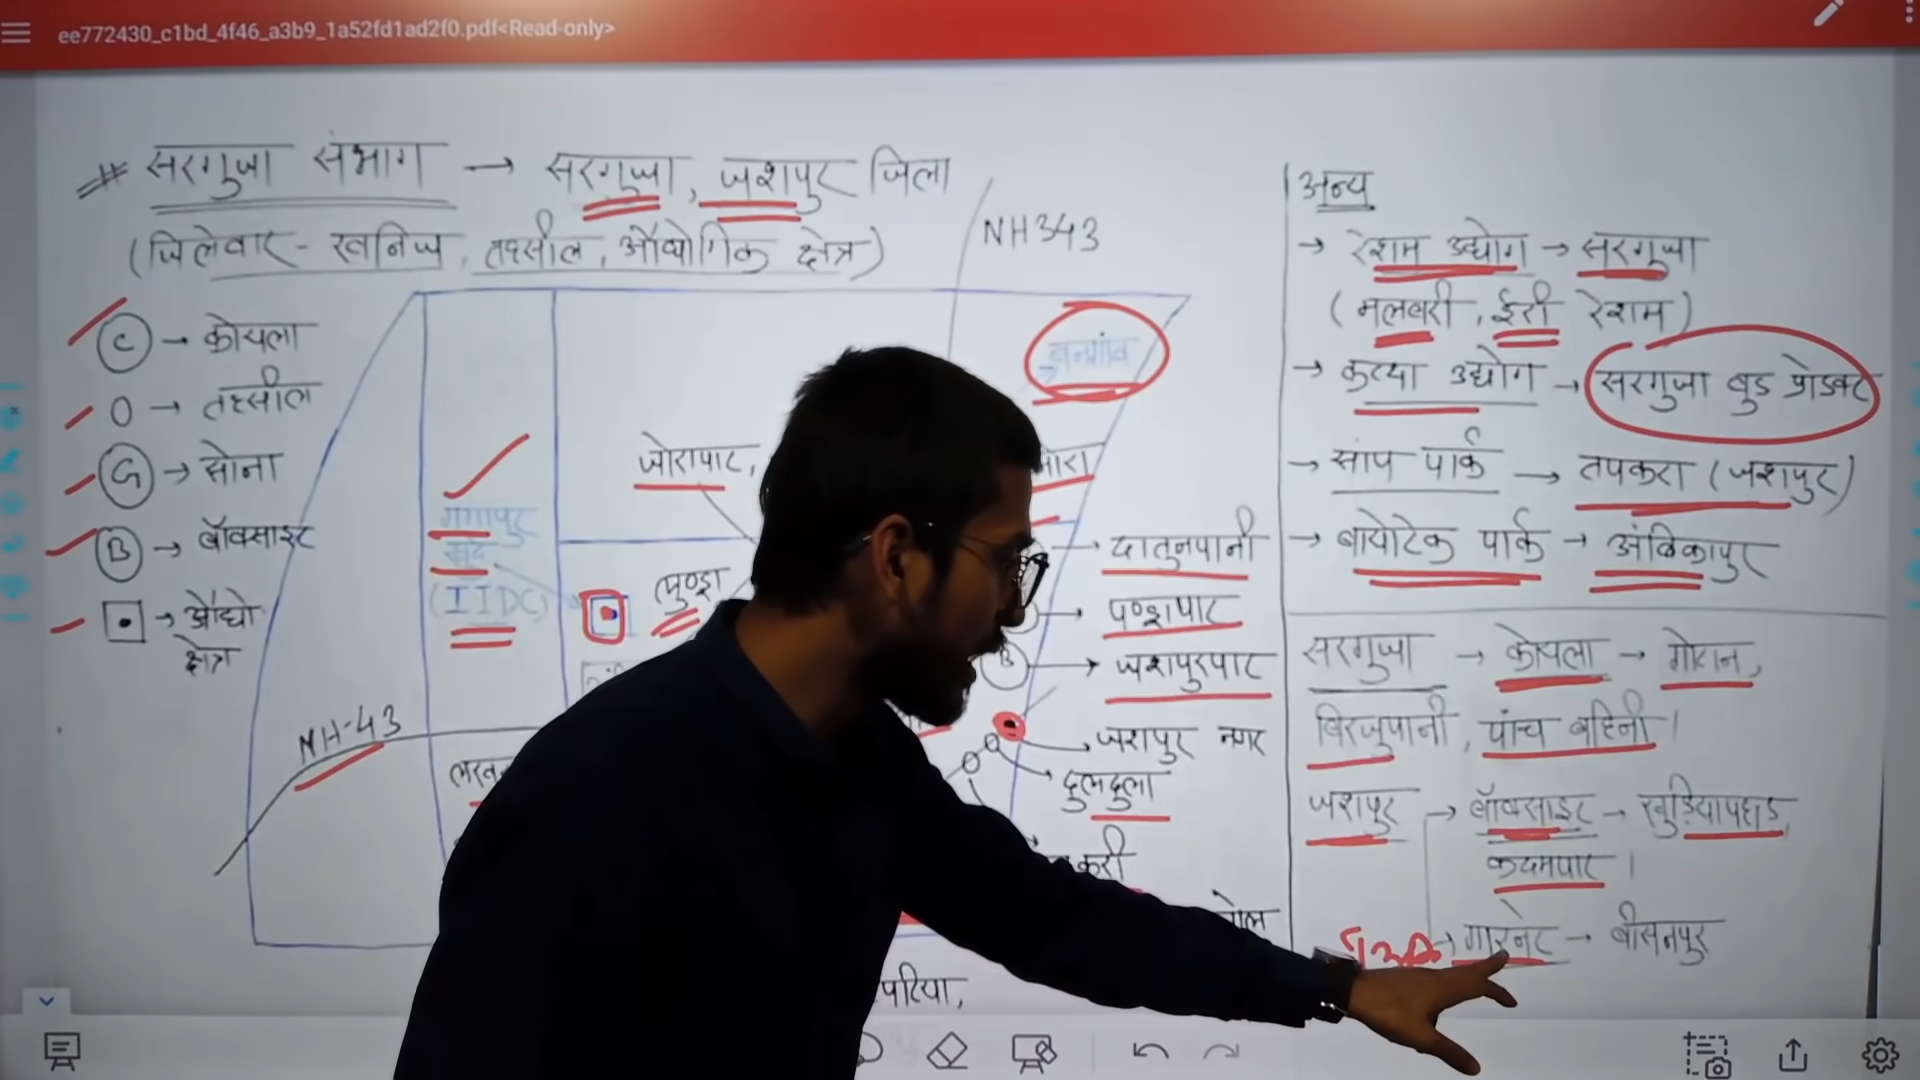 ee772430_c1bd_4f46_a3b9_1a52fd1ad2f0.pdf<Read-only>
# सरगुजा संभाग → सरगुजा, जशपुर जिला
(जिलेवार - खनिज, तहसील, औद्योगिक क्षेत्र)
NH343
C → कोयला
O → तहसील
G → सोना
B → बॉक्साइट
→ औद्यो
क्षेत्र
जोरापाट,
(IIDC)
लुण्ड्रा
NH-43
→ दातुनपानी
→ पण्ड्रापाट
B → जशपुरपाट
जशपुर नगर
दुलदुला
अन्य
→ रेशम उद्योग → सरगुजा
(मलबरी, ईरी रेशम)
→ कत्था उद्योग → सरगुजा वुड प्रोडक्ट
→ सांप पार्क → तपकरा (जशपुर)
→ बायोटेक पार्क → अंबिकापुर
सरगुजा → कोयला → गोरान,
बिरजुपानी, पांच बहिनी।
जशपुर → बॉक्साइट → खुड़ियापहाड़,
कदमपाट।
→ गारनेट → बीसनपुर